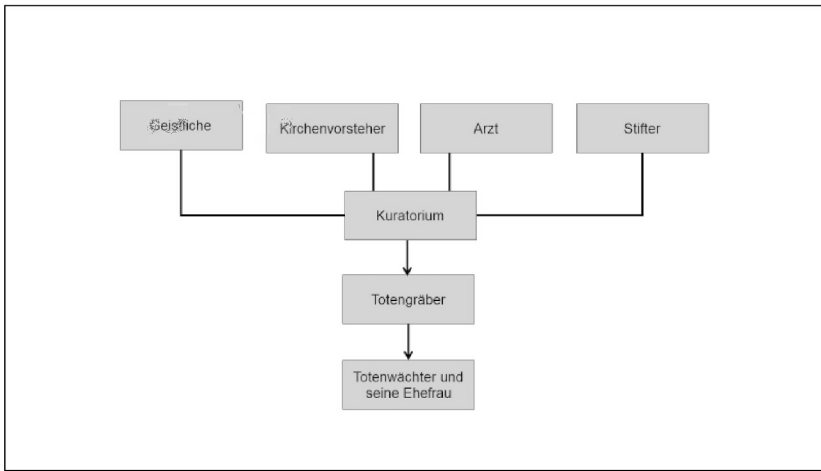 Geistliche
Kirchenvorsteher
Arzt
Stifter
Kuratorium
Totengräber
Totenwächter und
seine Ehefrau